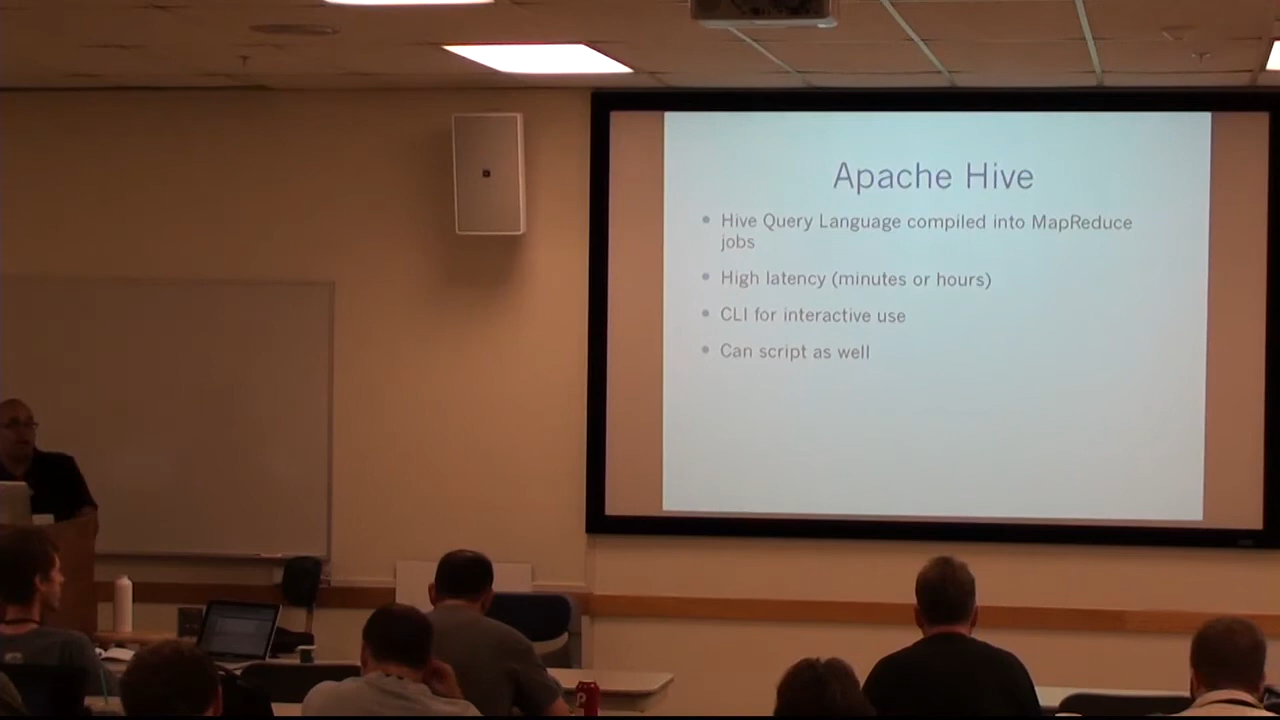 Apache Hive
• Hive Query Language compiled into MapReduce
jobs
• High latency (minutes or hours)
• CLI for interactive use
• Can script as well